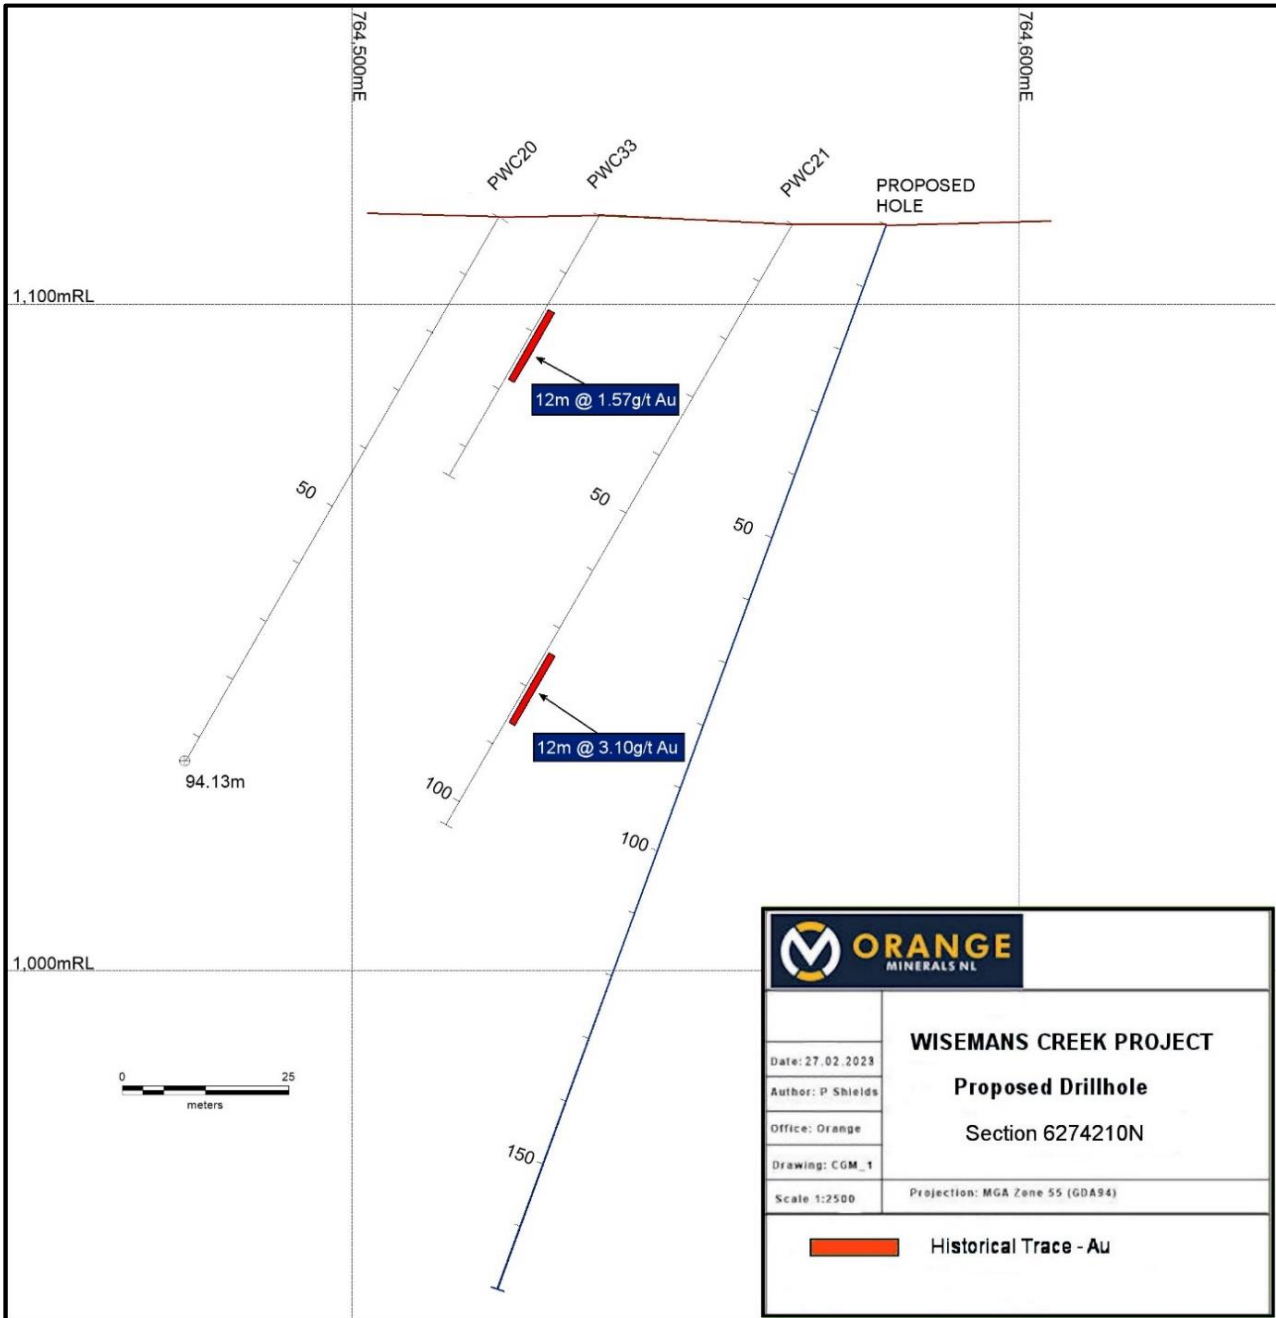 764,500mE
764,600mE
PWC20
PWC33
PWC21
PROPOSED
HOLE
1,100mRL
12m @ 1.57g/t Au
50
50
50
12m @ 3.10g/t Au
94.13m
100
100
1,000mRL
ORANGE
MINERALS NL
WISEMANS CREEK PROJECT
Date: 27.02.2023
Proposed Drillhole
Author: P Shields
Office: Orange
Section 6274210N
0 25
meters
150
Drawing: CGM_1
Scale 1:2500
Projection: MGA Zone 55 (GDA94)
Historical Trace - Au